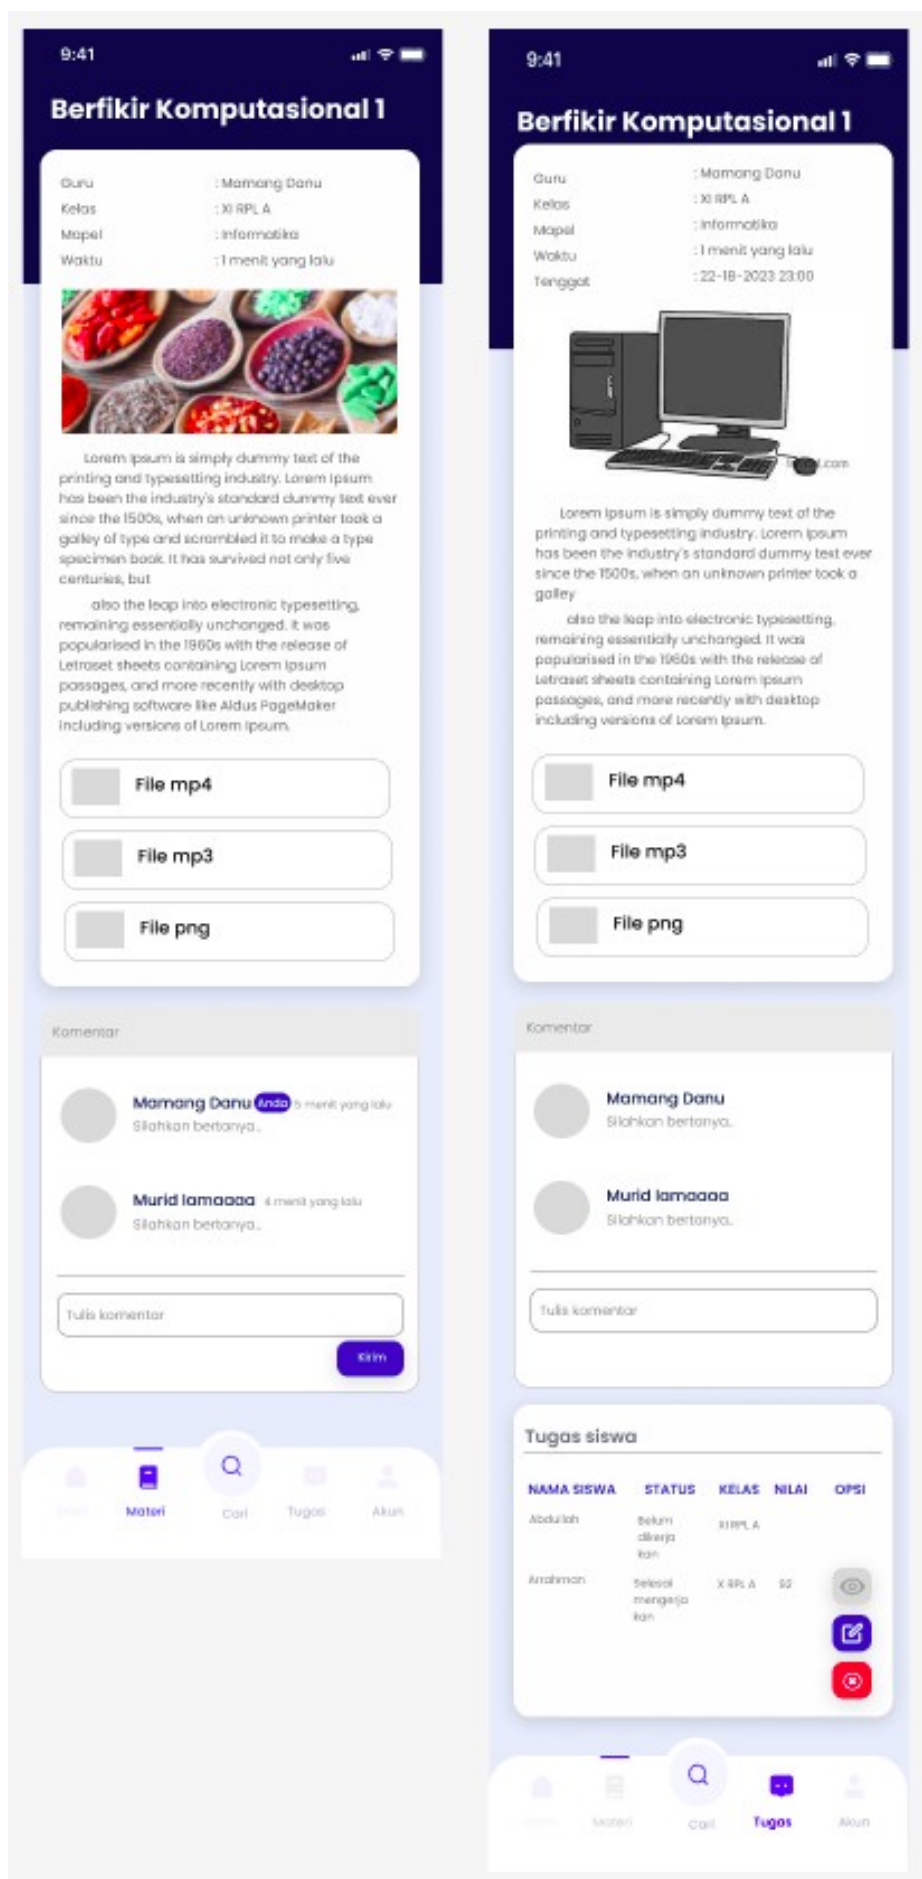 9:41
Berfikir Komputasional 1
Guru : Mamang Danu
Kelas : XI RPL A
Mapel : Informatika
Waktu : 1 menit yang lalu
Lorem Ipsum is simply dummy text of the
printing and typesetting industry. Lorem Ipsum
has been the industry's standard dummy text ever
since the 1500s, when an unknown printer took a
galley of type and scrambled it to make a type
specimen book. It has survived not only five
centuries, but
also the leap into electronic typesetting,
remaining essentially unchanged. It was
popularised in the 1960s with the release of
Letraset sheets containing Lorem Ipsum
passages, and more recently with desktop
publishing software like Aldus PageMaker
including versions of Lorem Ipsum.
File mp4
File mp3
File png
Komentar
Mamang Danu Anda 5 menit yang lalu
Silahkan bertanya..
Murid lamaaaa 4 menit yang lalu
Silahkan bertanya..
Tulis komentar
Kirim
Materi
Cari
Tugas
Akun
9:41
Berfikir Komputasional 1
Guru : Mamang Danu
Kelas : XI RPL A
Mapel : Informatika
Waktu : 1 menit yang lalu
Tenggat : 22-18-2023 23:00
Lorem Ipsum is simply dummy text of the
printing and typesetting industry. Lorem Ipsum
has been the industry's standard dummy text ever
since the 1500s, when an unknown printer took a
galley
also the leap into electronic typesetting,
remaining essentially unchanged. It was
popularised in the 1960s with the release of
Letraset sheets containing Lorem Ipsum
passages, and more recently with desktop
including versions of Lorem Ipsum.
File mp4
File mp3
File png
Komentar
Mamang Danu
Silahkan bertanya..
Murid lamaaaa
Silahkan bertanya..
Tulis komentar
Tugas siswa
NAMA SISWA STATUS KELAS NILAI OPSI
Abdullah Belum XI RPL A
dikerja
kan
Arrahman Selesai X RPL A
mengerja
kan
Materi
Cari
Tugas
Akun